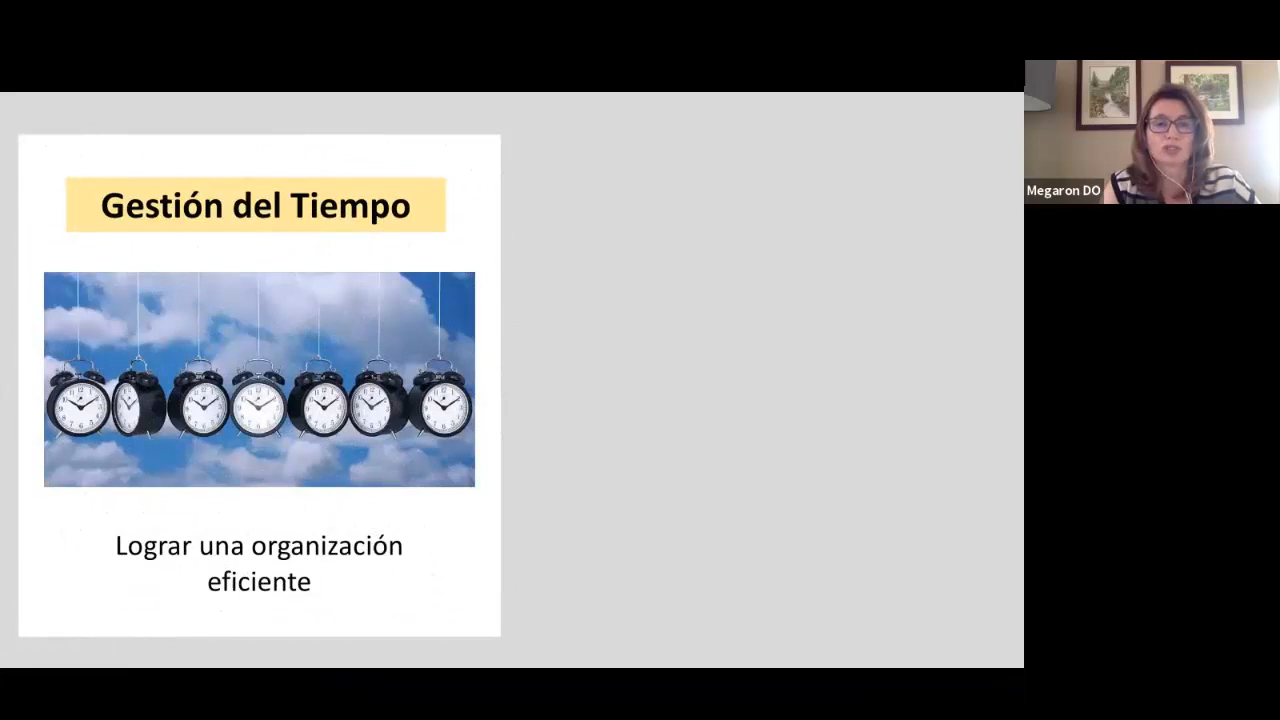 Gestión del Tiempo
Lograr una organización
eficiente
Megaron DO